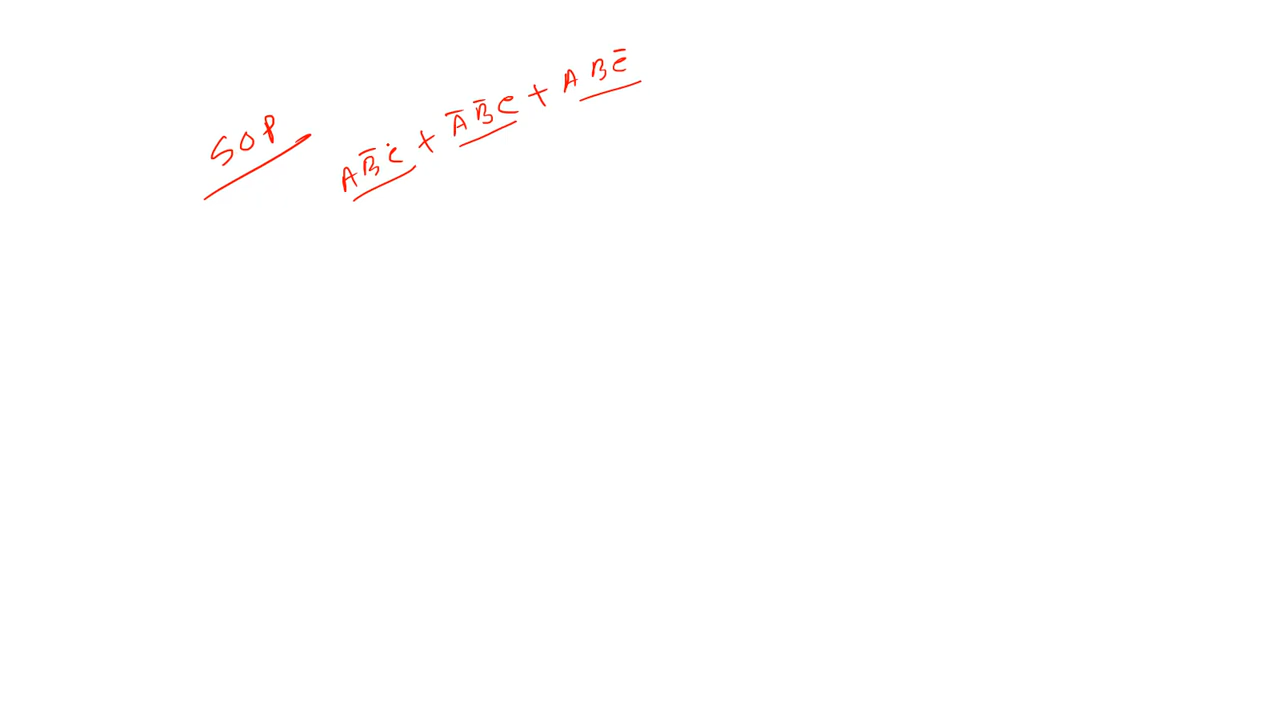 SOP
AB̄C + ĀB̄C + ABC̄